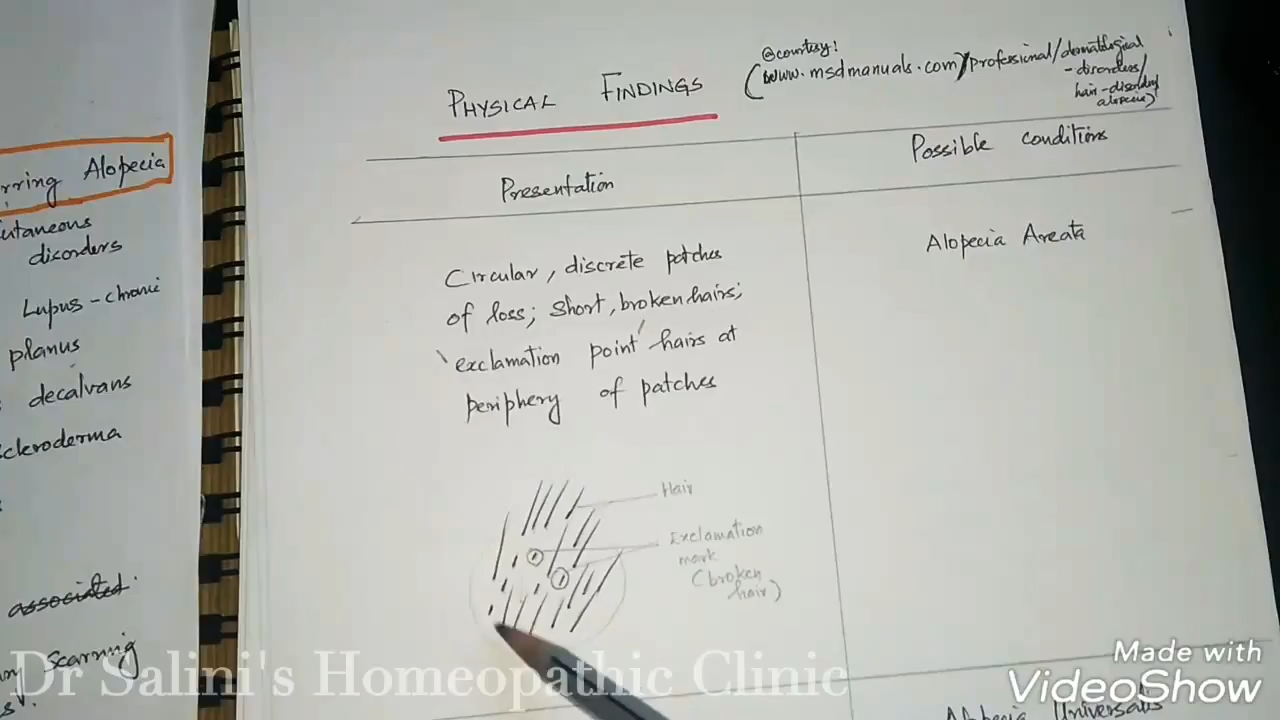 rring Alopecia
utaneous
disorders
Lupus - chronic
planus
decalvans
scleroderma
associated
scarring
PHYSICAL FINDINGS
@courtesy!
(www.msdmanuals.com)/professional/dermatological
-disorders/
hair-disorders/
alopecia)
Presentation
Possible conditions
Circular, discrete patches
of loss; short, broken hairs;
'exclamation point' hairs at
periphery of patches
Alopecia Areata
Hair
Exclamation
mark
(broken
hair)
Alopecia Universalis
Dr Salini's Homeopathic Clinic
Made with
VideoShow